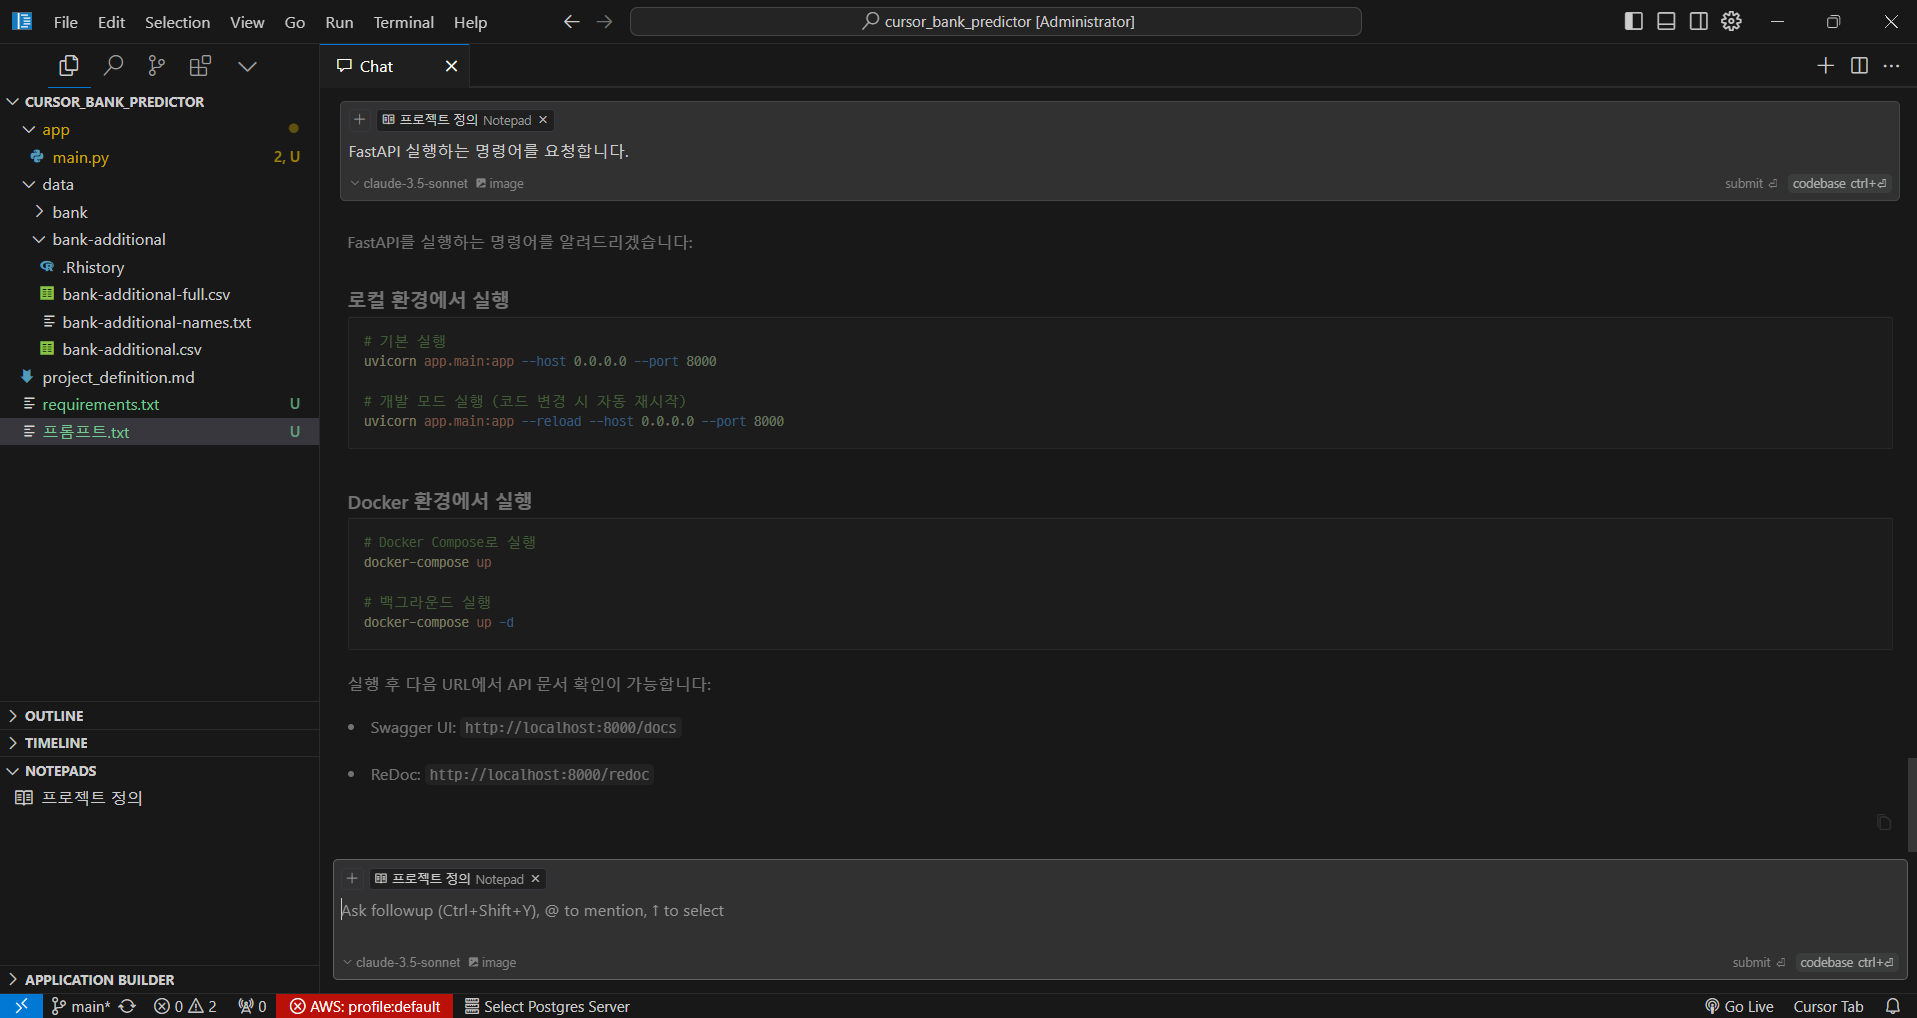 File Edit Selection View Go Run Terminal Help
cursor_bank_predictor [Administrator]
CURSOR_BANK_PREDICTOR
app
main.py 2, U
data
bank
bank-additional
.Rhistory
bank-additional-full.csv
bank-additional-names.txt
bank-additional.csv
project_definition.md
requirements.txt U
프롬프트.txt U
OUTLINE
TIMELINE
NOTEPADS
프로젝트 정의
APPLICATION BUILDER
Chat
프로젝트 정의 Notepad
FastAPI 실행하는 명령어를 요청합니다.
claude-3.5-sonnet image submit codebase ctrl+
FastAPI를 실행하는 명령어를 알려드리겠습니다:
로컬 환경에서 실행
# 기본 실행
uvicorn app.main:app --host 0.0.0.0 --port 8000
# 개발 모드 실행 (코드 변경 시 자동 재시작)
uvicorn app.main:app --reload --host 0.0.0.0 --port 8000
Docker 환경에서 실행
# Docker Compose로 실행
docker-compose up
# 백그라운드 실행
docker-compose up -d
실행 후 다음 URL에서 API 문서 확인이 가능합니다:
• Swagger UI: http://localhost:8000/docs
• ReDoc: http://localhost:8000/redoc
프로젝트 정의 Notepad
Ask followup (Ctrl+Shift+Y), @ to mention, ↑ to select
claude-3.5-sonnet image submit codebase ctrl+
main* 0 2 0 AWS: profile:default Select Postgres Server Go Live Cursor Tab